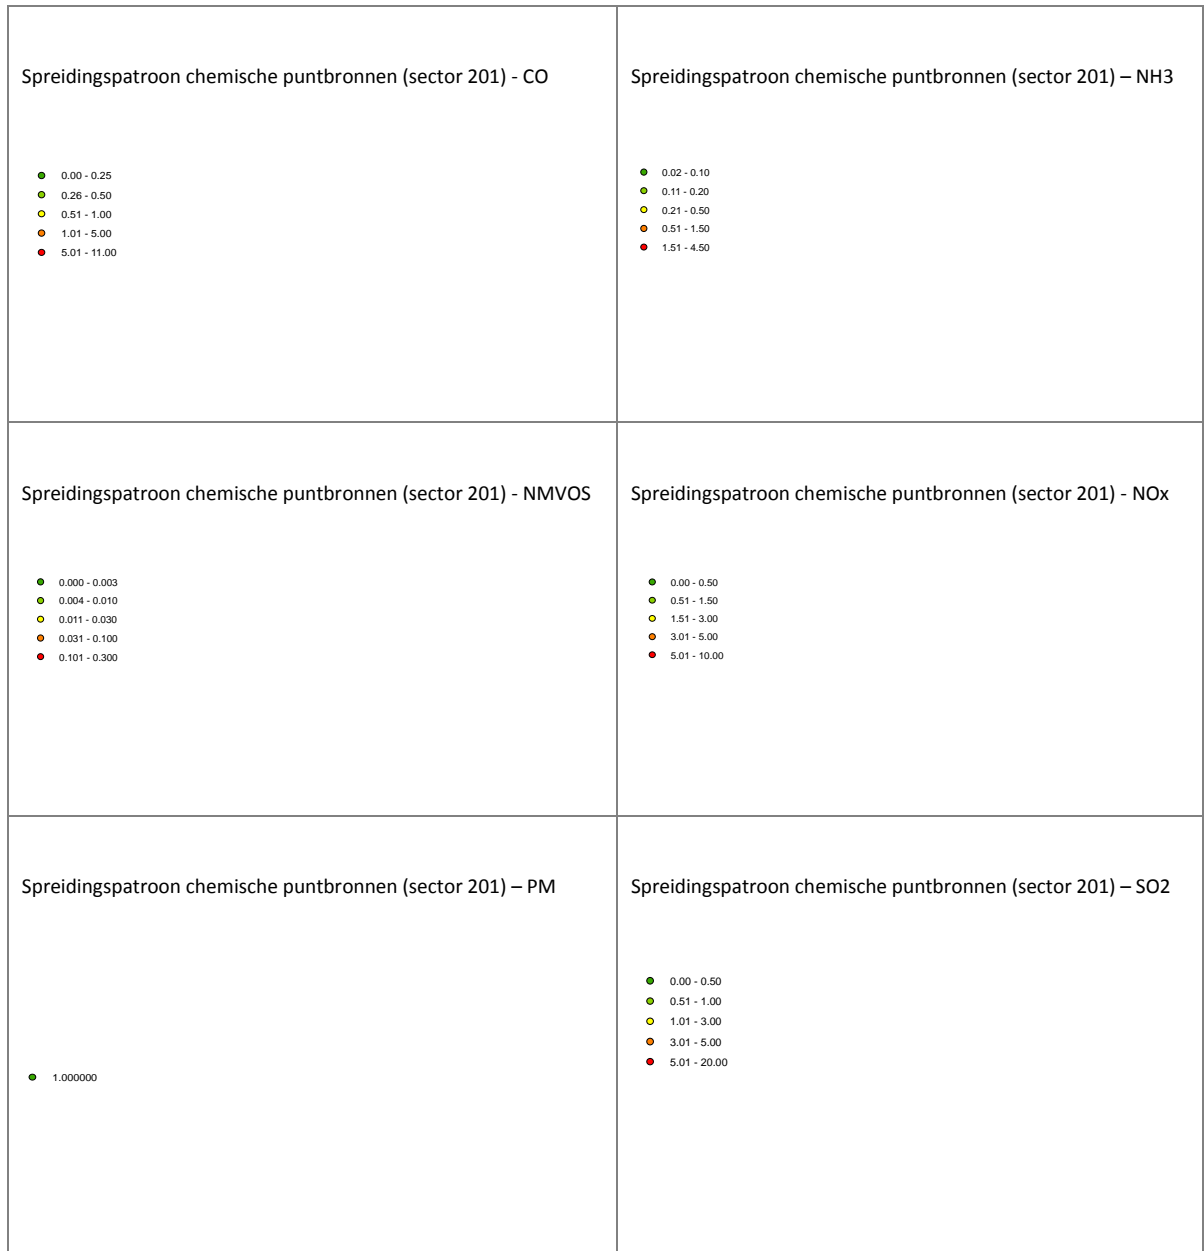 Spreidingspatroon chemische puntbronnen (sector 201) - CO
0.00 - 0.25
0.26 - 0.50
0.51 - 1.00
1.01 - 5.00
5.01 - 11.00
Spreidingspatroon chemische puntbronnen (sector 201) – NH3
0.02 - 0.10
0.11 - 0.20
0.21 - 0.50
0.51 - 1.50
1.51 - 4.50
Spreidingspatroon chemische puntbronnen (sector 201) - NMVOS
0.000 - 0.003
0.004 - 0.010
0.011 - 0.030
0.031 - 0.100
0.101 - 0.300
Spreidingspatroon chemische puntbronnen (sector 201) - NOx
0.00 - 0.50
0.51 - 1.50
1.51 - 3.00
3.01 - 5.00
5.01 - 10.00
Spreidingspatroon chemische puntbronnen (sector 201) – PM
1.000000
Spreidingspatroon chemische puntbronnen (sector 201) – SO2
0.00 - 0.50
0.51 - 1.00
1.01 - 3.00
3.01 - 5.00
5.01 - 20.00